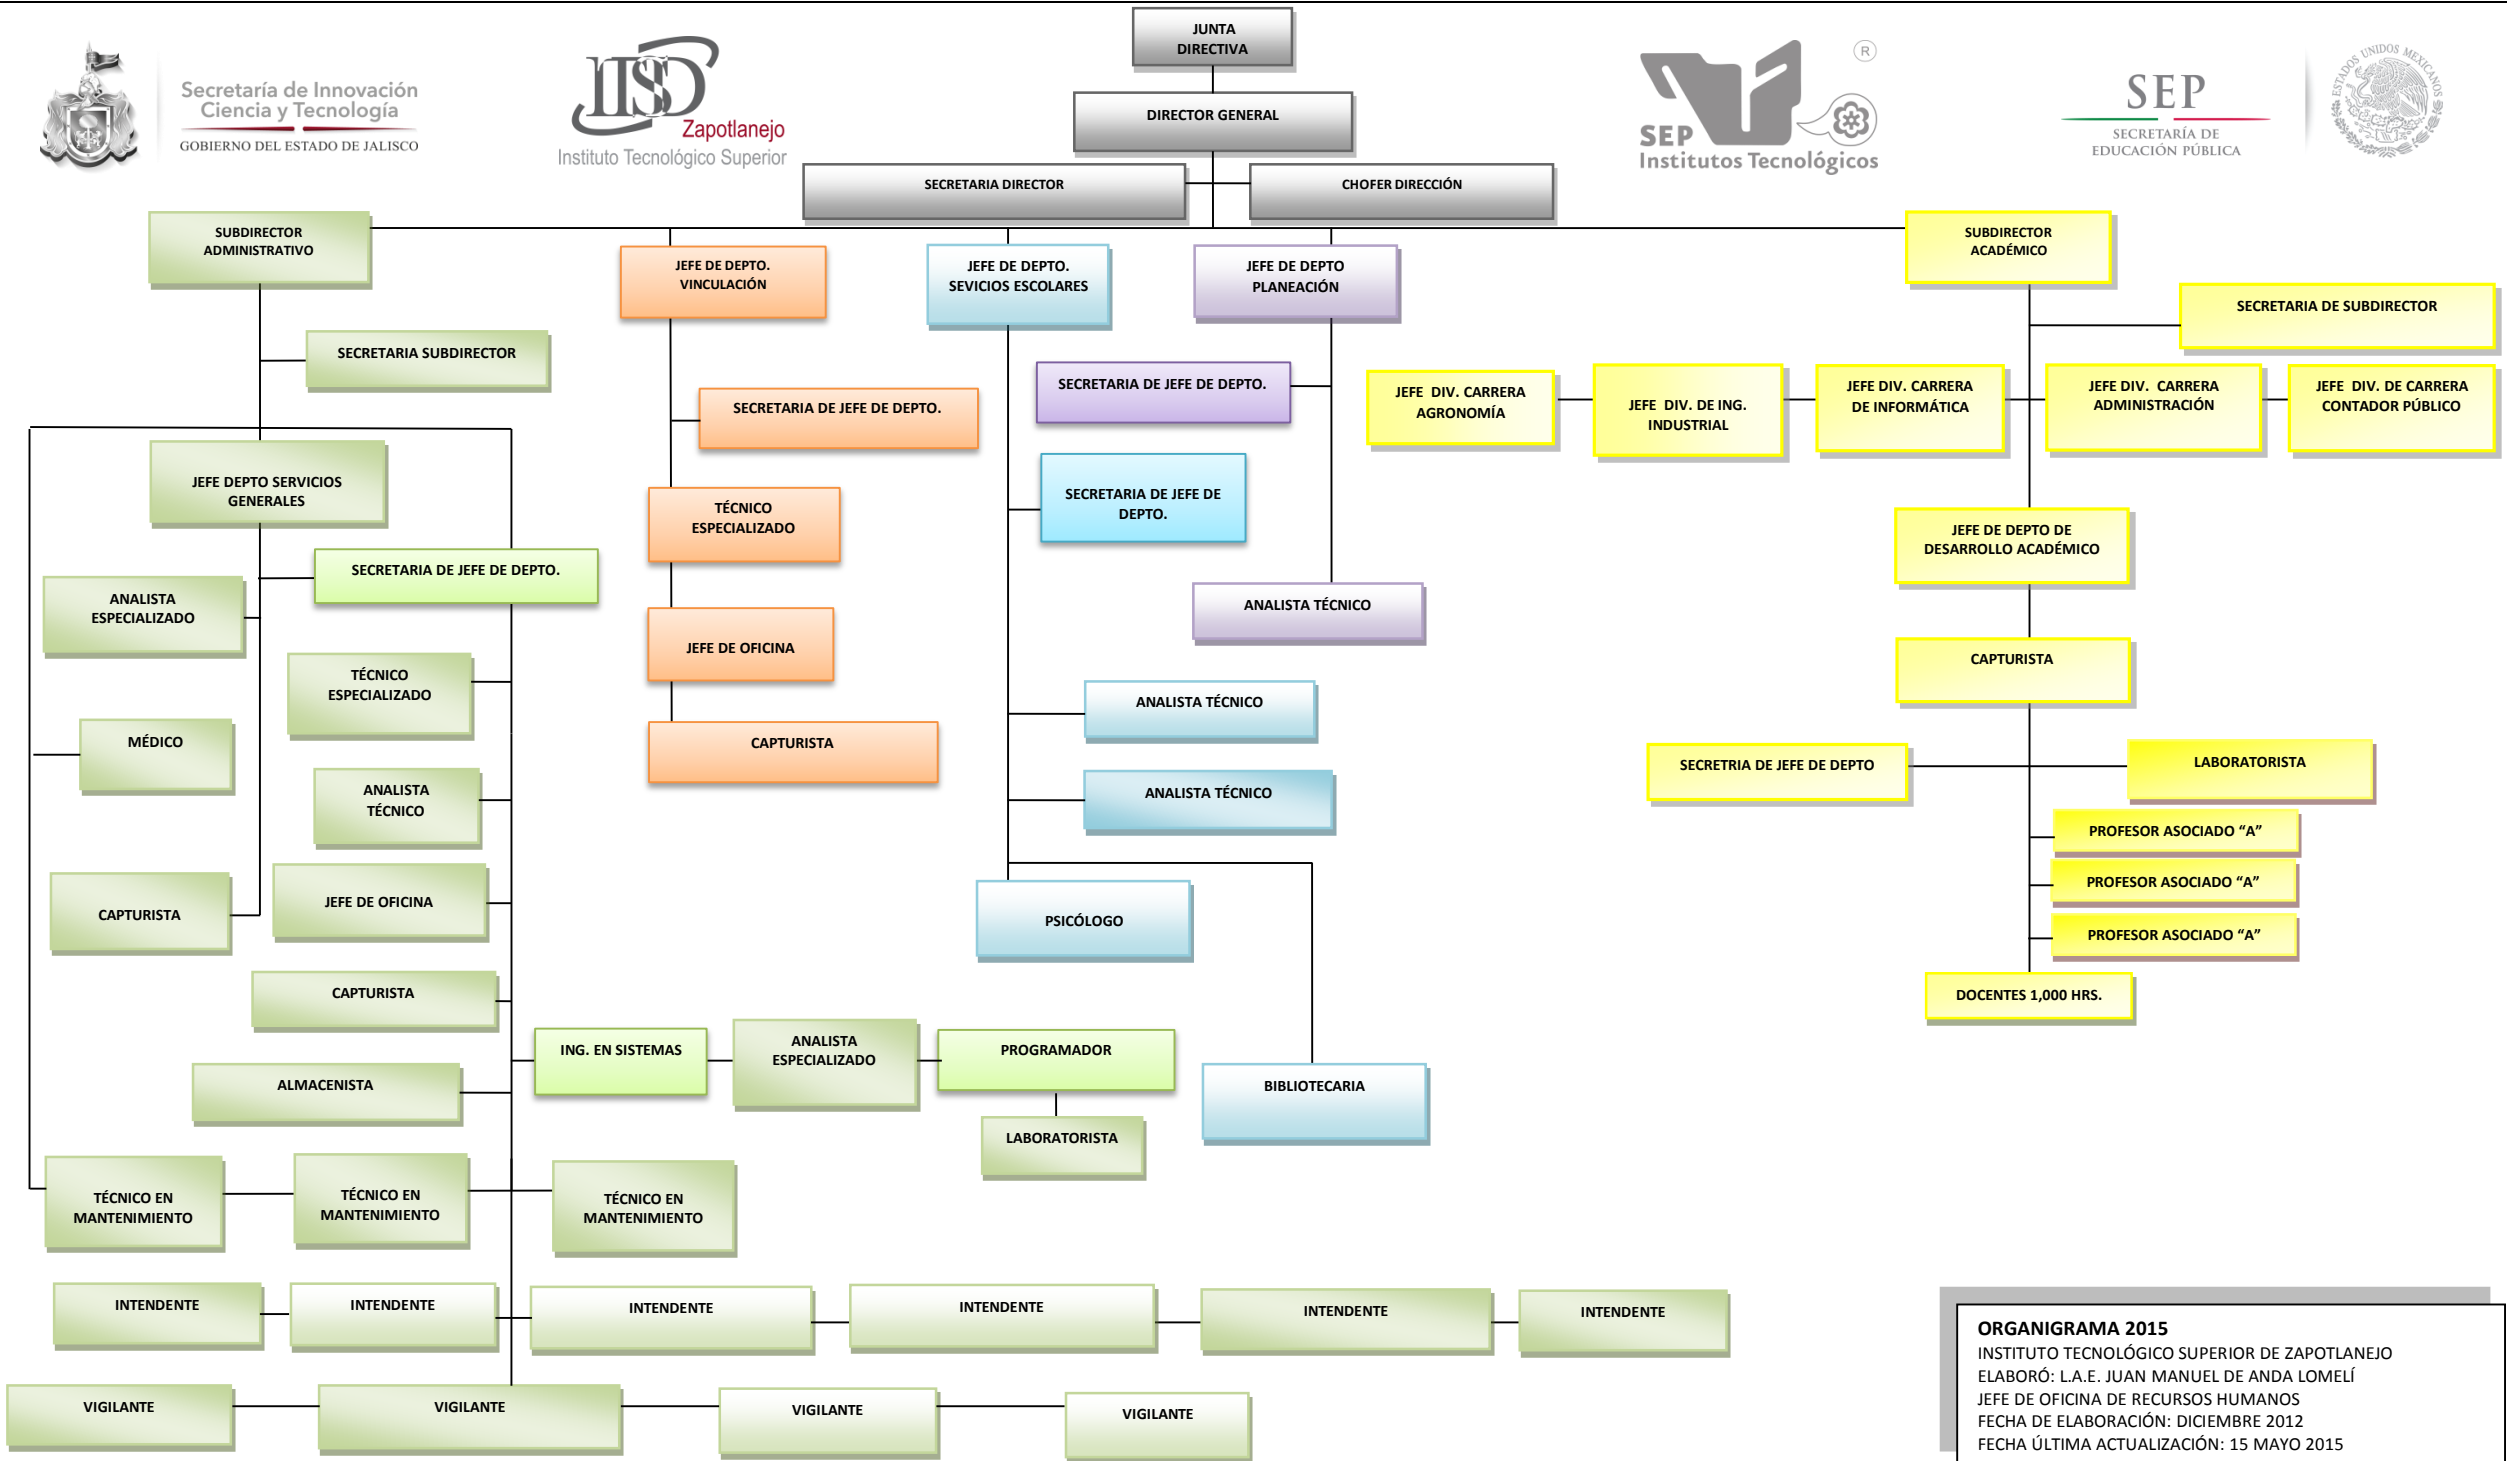 JUNTA
DIRECTIVA
Secretaría de Innovación
Ciencia y Tecnología
GOBIERNO DEL ESTADO DE JALISCO
ITS
Zapotlanejo
Instituto Tecnológico Superior
DIRECTOR GENERAL
®
SEP
Institutos Tecnológicos
SEP
SECRETARÍA DE
EDUCACIÓN PÚBLICA
ESTADOS UNIDOS MEXICANOS
SECRETARIA DIRECTOR
CHOFER DIRECCIÓN
SUBDIRECTOR
ADMINISTRATIVO
JEFE DE DEPTO.
VINCULACIÓN
JEFE DE DEPTO.
SEVICIOS ESCOLARES
JEFE DE DEPTO
PLANEACIÓN
SUBDIRECTOR
ACADÉMICO
SECRETARIA DE SUBDIRECTOR
SECRETARIA SUBDIRECTOR
SECRETARIA DE JEFE DE DEPTO.
SECRETARIA DE JEFE DE DEPTO.
JEFE DIV. CARRERA
AGRONOMÍA
JEFE DIV. DE ING.
INDUSTRIAL
JEFE DIV. CARRERA
DE INFORMÁTICA
JEFE DIV. CARRERA
ADMINISTRACIÓN
JEFE DIV. DE CARRERA
CONTADOR PÚBLICO
JEFE DEPTO SERVICIOS
GENERALES
TÉCNICO
ESPECIALIZADO
SECRETARIA DE JEFE DE
DEPTO.
JEFE DE DEPTO DE
DESARROLLO ACADÉMICO
SECRETARIA DE JEFE DE DEPTO.
ANALISTA
ESPECIALIZADO
ANALISTA TÉCNICO
TÉCNICO
ESPECIALIZADO
JEFE DE OFICINA
CAPTURISTA
MÉDICO
CAPTURISTA
ANALISTA TÉCNICO
SECRETRIA DE JEFE DE DEPTO
LABORATORISTA
ANALISTA
TÉCNICO
ANALISTA TÉCNICO
PROFESOR ASOCIADO “A”
PROFESOR ASOCIADO “A”
PROFESOR ASOCIADO “A”
CAPTURISTA
JEFE DE OFICINA
PSICÓLOGO
CAPTURISTA
DOCENTES 1,000 HRS.
ING. EN SISTEMAS
ANALISTA
ESPECIALIZADO
PROGRAMADOR
ALMACENISTA
BIBLIOTECARIA
LABORATORISTA
TÉCNICO EN
MANTENIMIENTO
TÉCNICO EN
MANTENIMIENTO
TÉCNICO EN
MANTENIMIENTO
INTENDENTE
INTENDENTE
INTENDENTE
INTENDENTE
INTENDENTE
INTENDENTE
VIGILANTE
VIGILANTE
VIGILANTE
VIGILANTE
ORGANIGRAMA 2015
INSTITUTO TECNOLÓGICO SUPERIOR DE ZAPOTLANEJO
ELABORÓ: L.A.E. JUAN MANUEL DE ANDA LOMELÍ
JEFE DE OFICINA DE RECURSOS HUMANOS
FECHA DE ELABORACIÓN: DICIEMBRE 2012
FECHA ÚLTIMA ACTUALIZACIÓN: 15 MAYO 2015